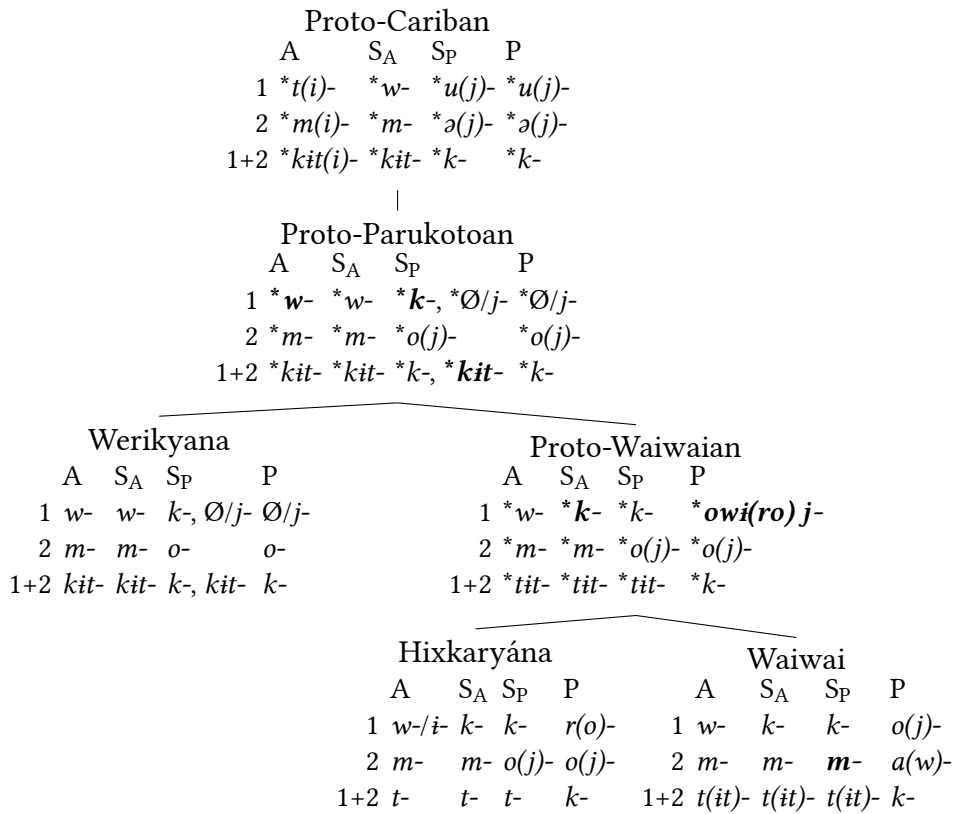 Proto-Cariban
A S_A S_P P
1 *t(i)- *w- *u(j)- *u(j)-
2 *m(i)- *m- *ə(j)- *ə(j)-
1+2 *kɨt(i)- *kɨt- *k- *k-
Proto-Parukotoan
A S_A S_P P
1 *w- *w- *k-, *Ø/j- *Ø/j-
2 *m- *m- *o(j)- *o(j)-
1+2 *kɨt- *kɨt- *k-, *kɨt- *k-
Werikyana
A S_A S_P P
1 w- w- k-, Ø/j- Ø/j-
2 m- m- o- o-
1+2 kɨt- kɨt- k-, kɨt- k-
Proto-Waiwaian
A S_A S_P P
1 *w- *k- *k- *owɨ(ro) j-
2 *m- *m- *o(j)- *o(j)-
1+2 *tɨt- *tɨt- *tɨt- *k-
Hixkaryána
A S_A S_P P
1 w-/ɨ- k- k- r(o)-
2 m- m- o(j)- o(j)-
1+2 t- t- t- k-
Waiwai
A S_A S_P P
1 w- k- k- o(j)-
2 m- m- m- a(w)-
1+2 t(ɨt)- t(ɨt)- t(ɨt)- k-